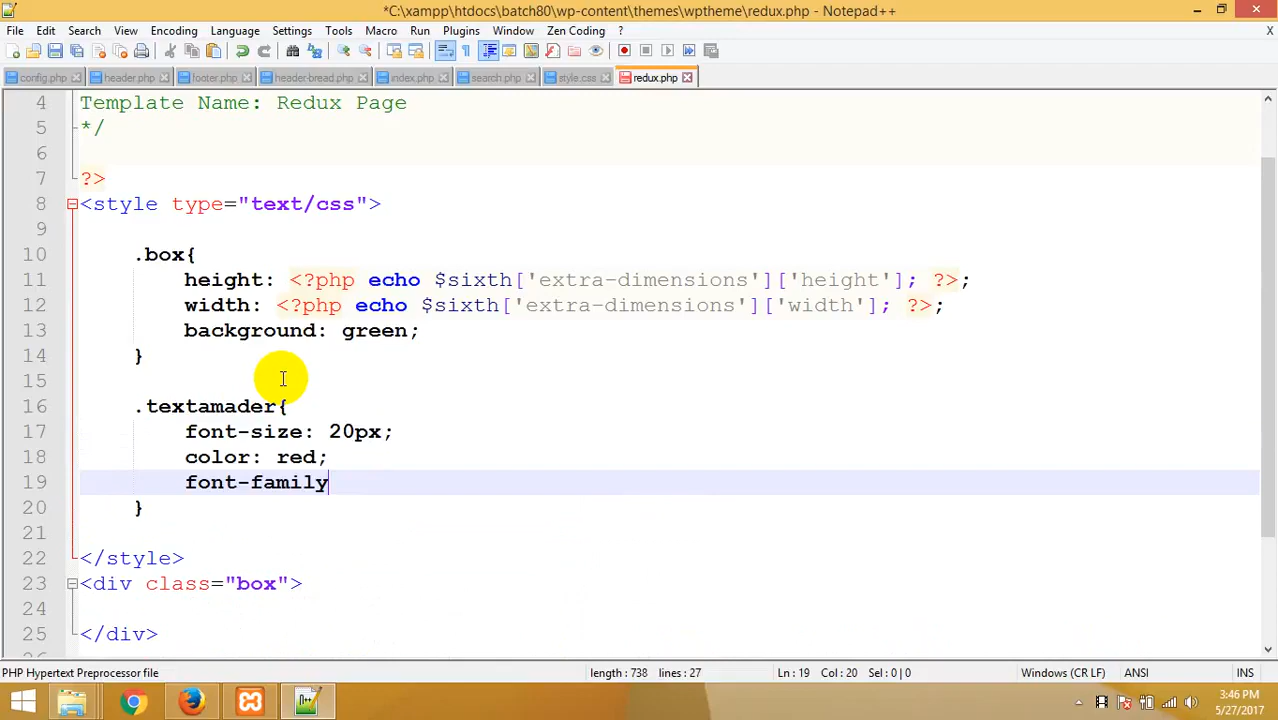 *C:\xampp\htdocs\batch80\wp-content\themes\wptheme\redux.php - Notepad++
File Edit Search View Encoding Language Settings Tools Macro Run Plugins Window Zen Coding ? X
config.php header.php footer.php header-bread.php index.php search.php style.css redux.php
4 Template Name: Redux Page
5 */
6
7 ?>
8 <style type="text/css">
9
10 .box{
11 height: <?php echo $sixth['extra-dimensions']['height']; ?>;
12 width: <?php echo $sixth['extra-dimensions']['width']; ?>;
13 background: green;
14 }
15
16 .textamader{
17 font-size: 20px;
18 color: red;
19 font-family
20 }
21
22 </style>
23 <div class="box">
24
25 </div>
PHP Hypertext Preprocessor file length : 738 lines : 27 Ln : 19 Col : 20 Sel : 0 | 0 Windows (CR LF) ANSI INS
3:46 PM
5/27/2017